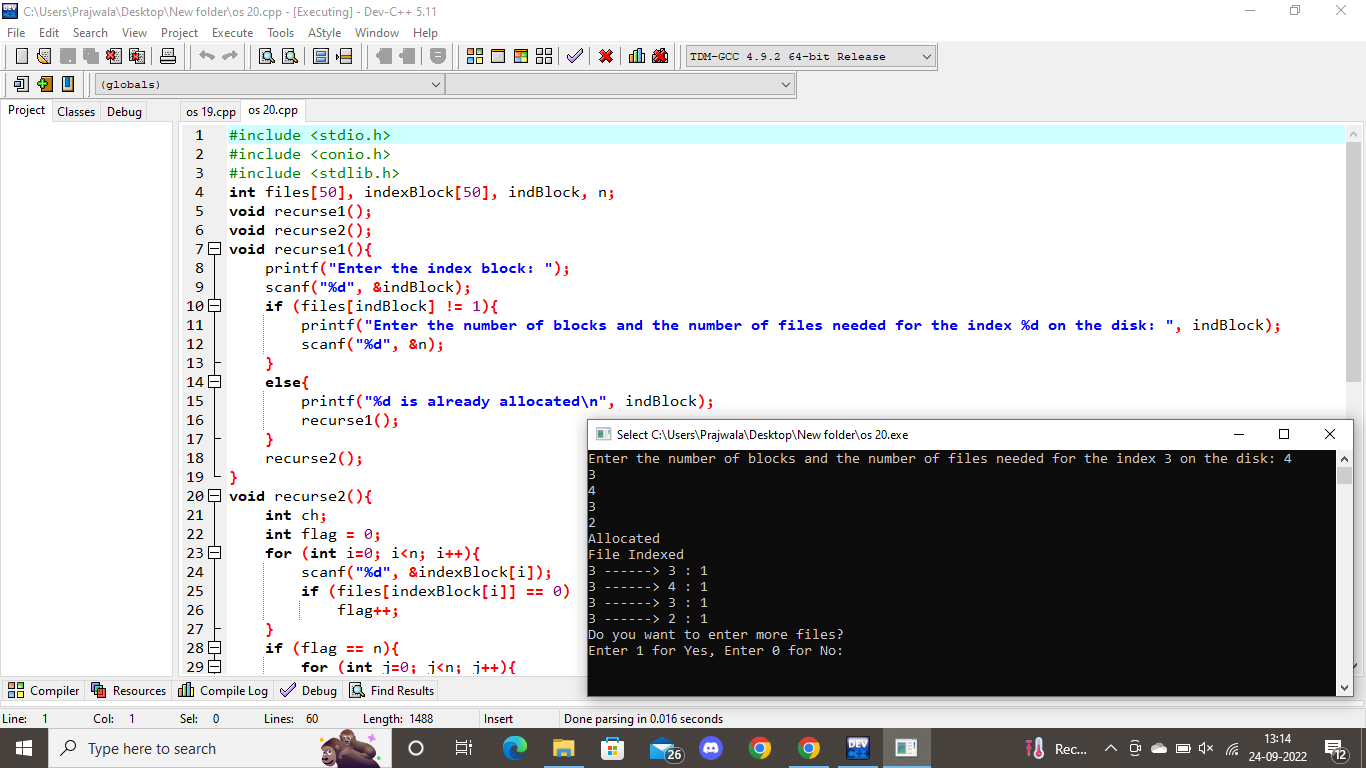 C:\Users\Prajwala\Desktop\New folder\os 20.cpp - [Executing] - Dev-C++ 5.11
File Edit Search View Project Execute Tools AStyle Window Help
TDM-GCC 4.9.2 64-bit Release
(globals)
Project Classes Debug os 19.cpp os 20.cpp
1 #include <stdio.h>
2 #include <conio.h>
3 #include <stdlib.h>
4 int files[50], indexBlock[50], indBlock, n;
5 void recurse1();
6 void recurse2();
7 void recurse1(){
8 printf("Enter the index block: ");
9 scanf("%d", &indBlock);
10 if (files[indBlock] != 1){
11 printf("Enter the number of blocks and the number of files needed for the index %d on the disk: ", indBlock);
12 scanf("%d", &n);
13 }
14 else{
15 printf("%d is already allocated\n", indBlock);
16 recurse1();
17 }
18 recurse2();
19 }
20 void recurse2(){
21 int ch;
22 int flag = 0;
23 for (int i=0; i<n; i++){
24 scanf("%d", &indexBlock[i]);
25 if (files[indexBlock[i]] == 0)
26 flag++;
27 }
28 if (flag == n){
29 for (int j=0; j<n; j++){
Select C:\Users\Prajwala\Desktop\New folder\os 20.exe
Enter the number of blocks and the number of files needed for the index 3 on the disk: 4
3
4
3
2
Allocated
File Indexed
3 ------> 3 : 1
3 ------> 4 : 1
3 ------> 3 : 1
3 ------> 2 : 1
Do you want to enter more files?
Enter 1 for Yes, Enter 0 for No:
Compiler Resources Compile Log Debug Find Results
Line: 1 Col: 1 Sel: 0 Lines: 60 Length: 1488 Insert Done parsing in 0.016 seconds
Type here to search
26
DEV
Rec...
13:14
24-09-2022
12